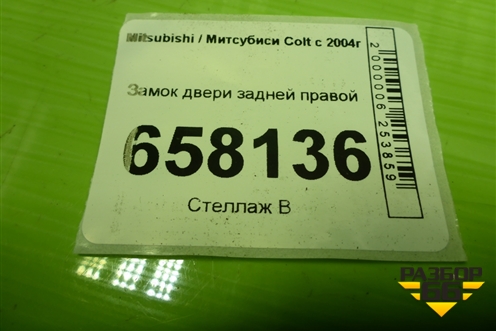 Mitsubishi / Митсубиси Colt с 2004г
Замок двери задней правой
658136
Стеллаж В
2000006253859
РАЗБОР